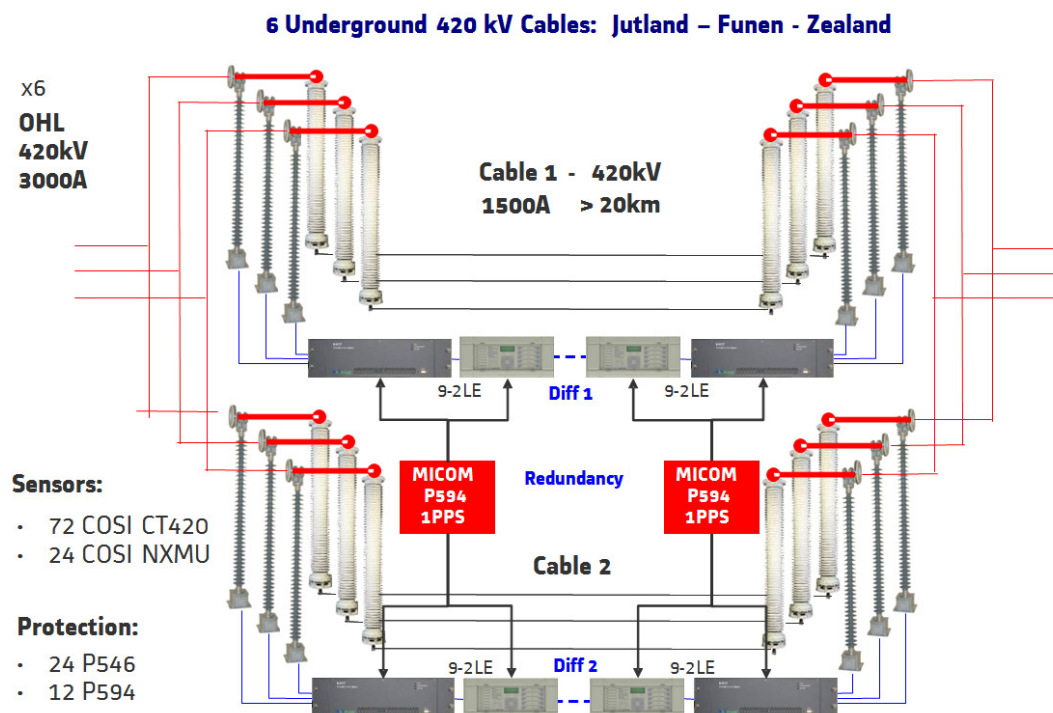 6 Underground 420 kV Cables: Jutland – Funen - Zealand
x6
OHL
420kV
3000A
Cable 1 - 420kV
1500A > 20km
9-2LE
Diff 1
9-2LE
MICOM
P594
1PPS
Redundancy
MICOM
P594
1PPS
Sensors:
· 72 COSI CT420
· 24 COSI NXMU
Cable 2
Protection:
· 24 P546
· 12 P594
9-2LE
Diff 2
9-2LE